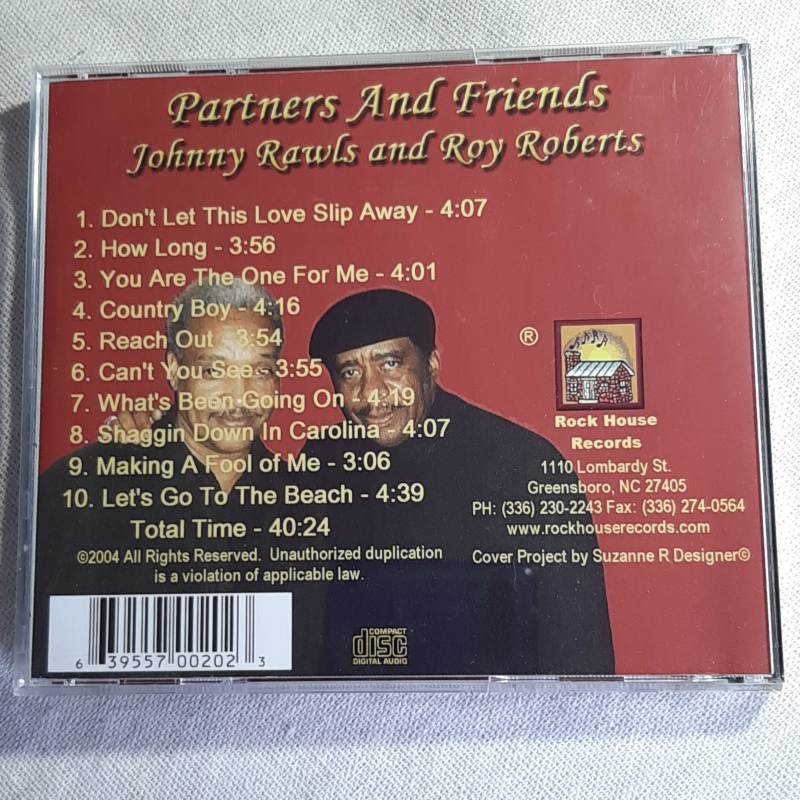 Partners And Friends
Johnny Rawls and Roy Roberts
1. Don't Let This Love Slip Away - 4:07
2. How Long - 3:56
3. You Are The One For Me - 4:01
4. Country Boy - 4:16
5. Reach Out - 3:54
6. Can't You See - 3:55
7. What's Been Going On - 4:19
8. Shaggin Down In Carolina - 4:07
9. Making A Fool of Me - 3:06
10. Let's Go To The Beach - 4:39
Total Time - 40:24
©2004 All Rights Reserved. Unauthorized duplication
is a violation of applicable law.
®
Rock House
Records
1110 Lombardy St.
Greensboro, NC 27405
PH: (336) 230-2243 Fax: (336) 274-0564
www.rockhouserecords.com
Cover Project by Suzanne R Designer©
6 39557 00202 3
COMPACT
disc
DIGITAL AUDIO